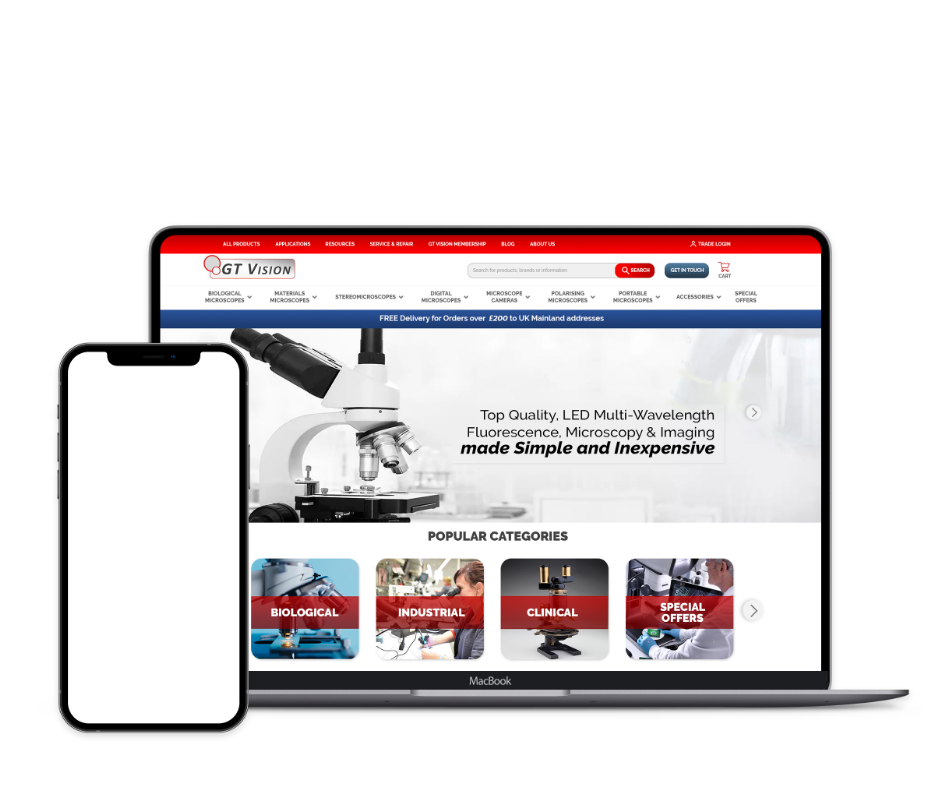 ALL PRODUCTS APPLICATIONS RESOURCES SERVICE & REPAIR GT VISION MEMBERSHIP BLOG ABOUT US TRADE LOGIN
GT VISION
Search for products, brands or information SEARCH GET IN TOUCH CART
BIOLOGICAL
MICROSCOPES
MATERIALS
MICROSCOPES
STEREOMICROSCOPES
DIGITAL
MICROSCOPES
MICROSCOPE
CAMERAS
POLARISING
MICROSCOPES
PORTABLE
MICROSCOPES
ACCESSORIES
SPECIAL
OFFERS
FREE Delivery for Orders over £200 to UK Mainland addresses
Top Quality, LED Multi-Wavelength
Fluorescence, Microscopy & Imaging
made Simple and Inexpensive
POPULAR CATEGORIES
BIOLOGICAL
INDUSTRIAL
CLINICAL
SPECIAL
OFFERS
MacBook